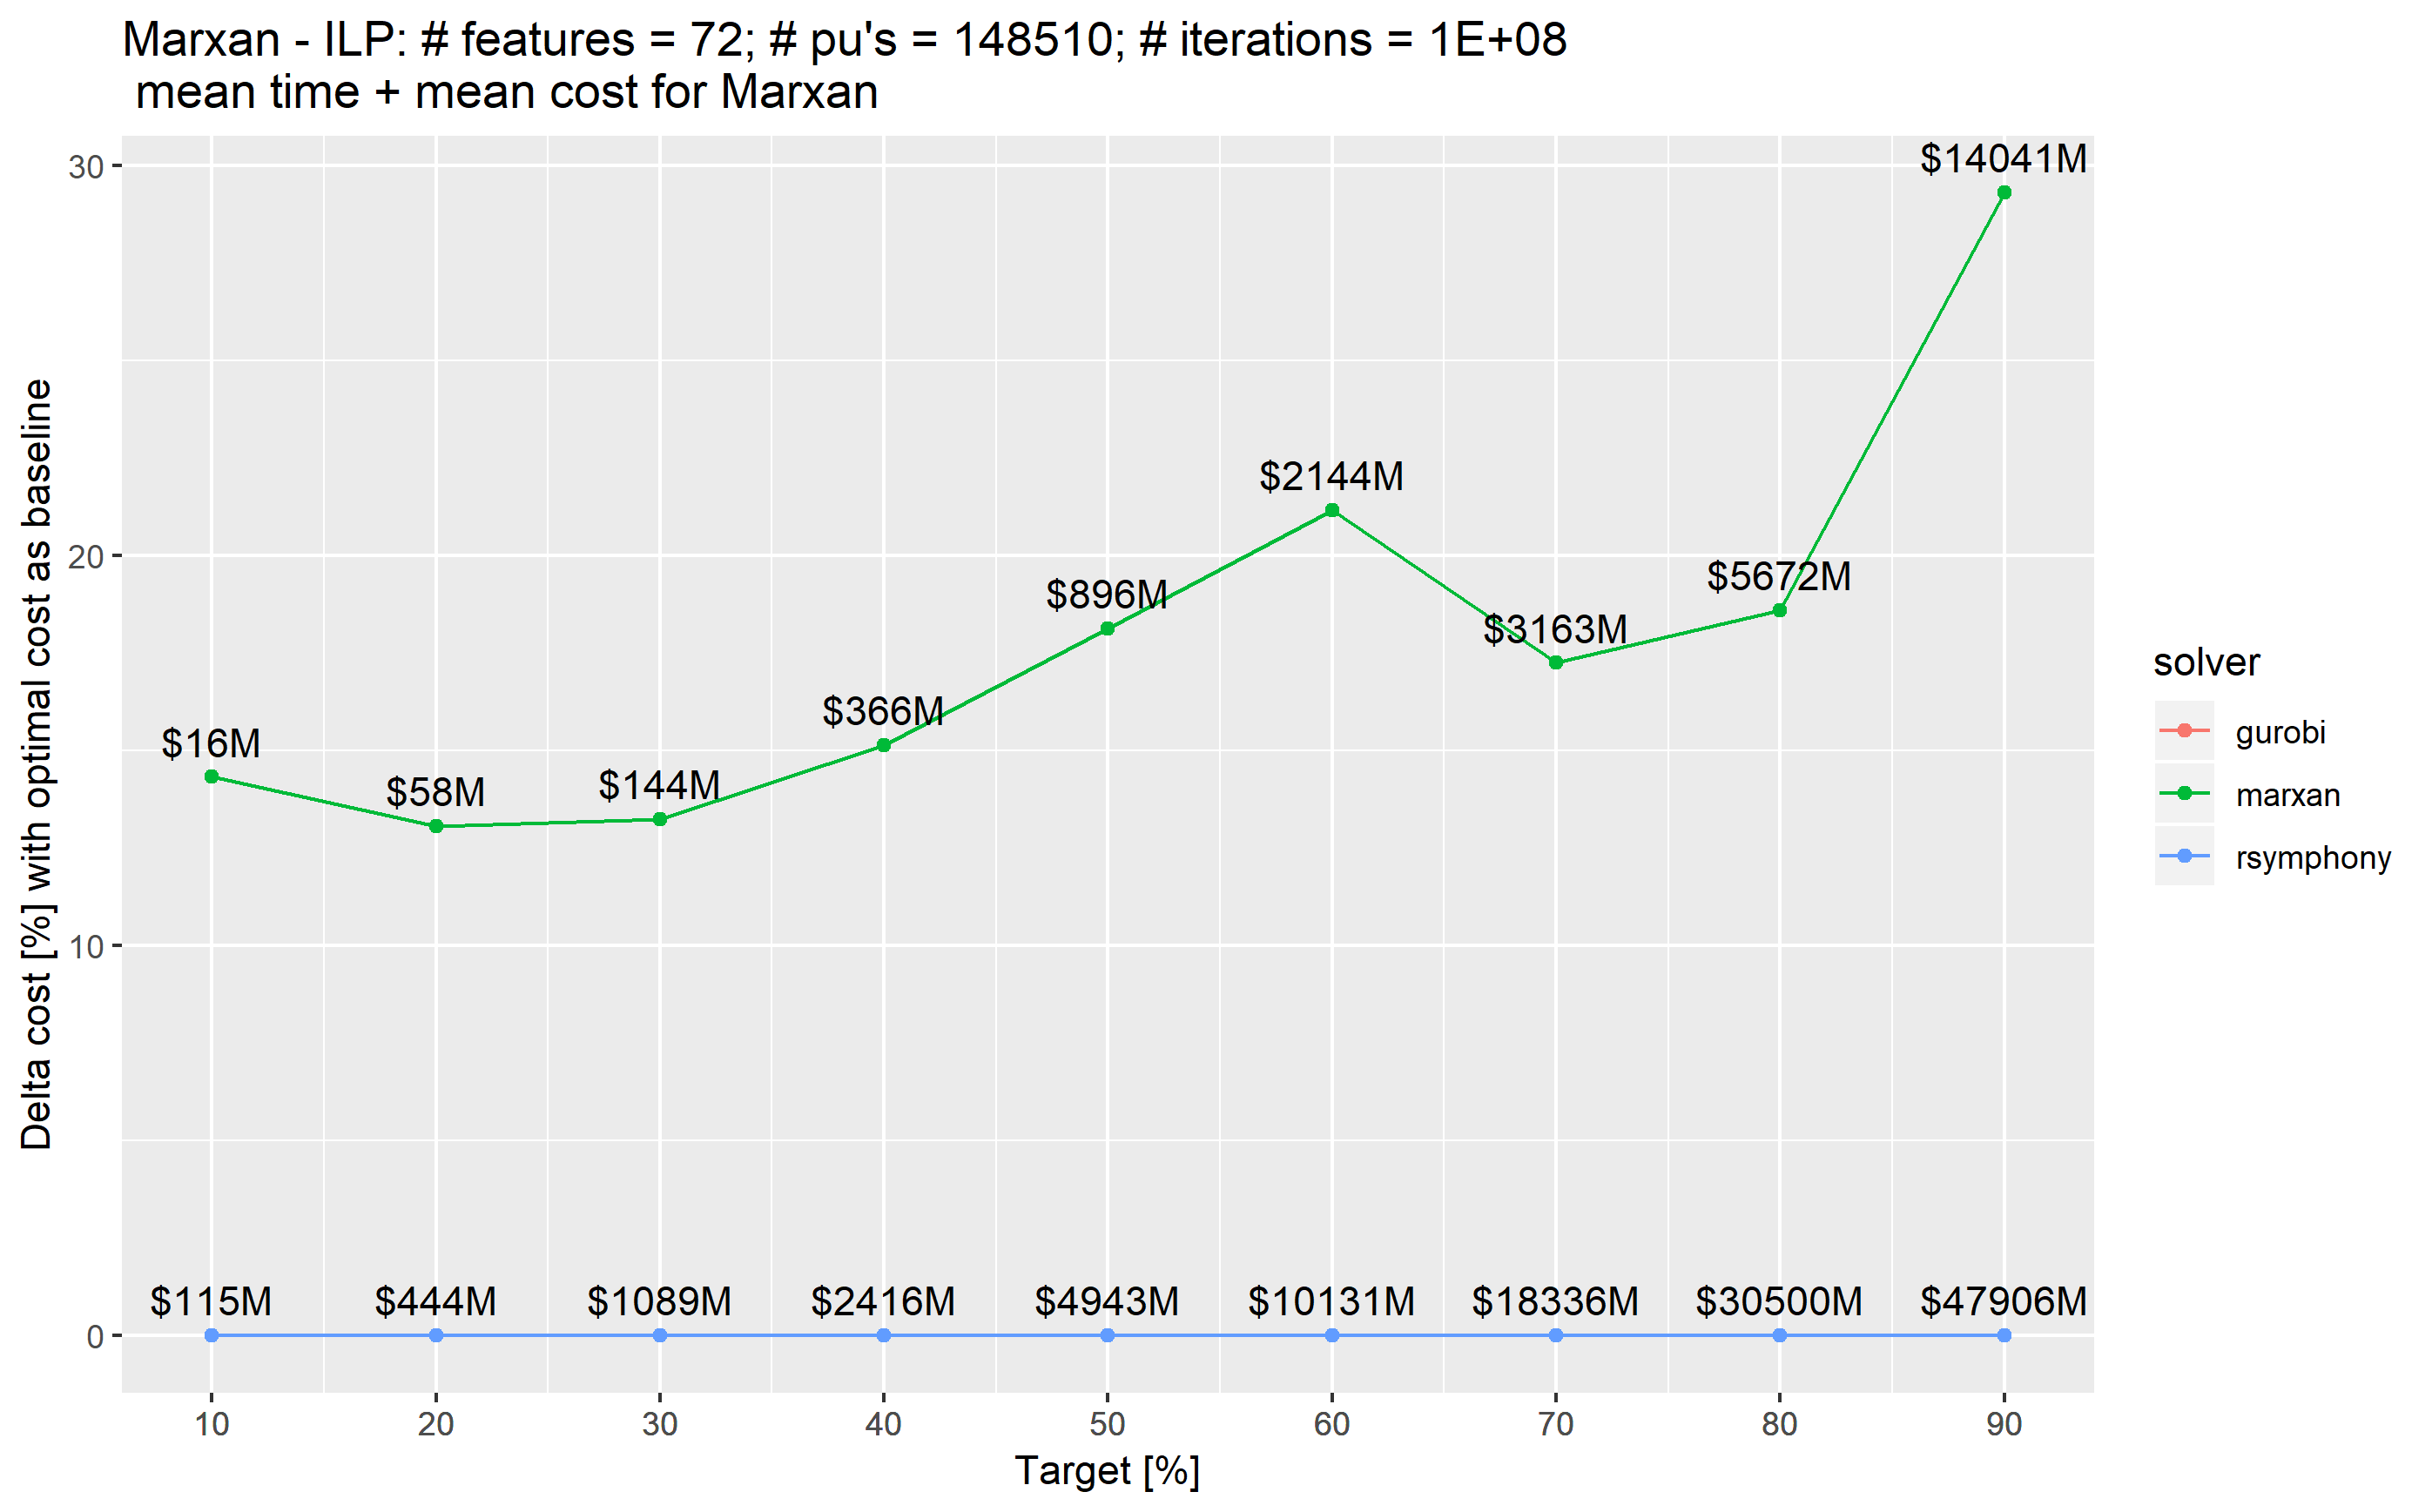 Marxan - ILP: # features = 72; # pu's = 148510; # iterations = 1E+08
mean time + mean cost for Marxan
Delta cost [%] with optimal cost as baseline
30
20
10
0
$14041M
$2144M
$5672M
$896M
$3163M
$366M
$16M
$144M
$58M
$115M $444M $1089M $2416M $4943M $10131M $18336M $30500M $47906M
10 20 30 40 50 60 70 80 90
Target [%]
solver
gurobi
marxan
rsymphony